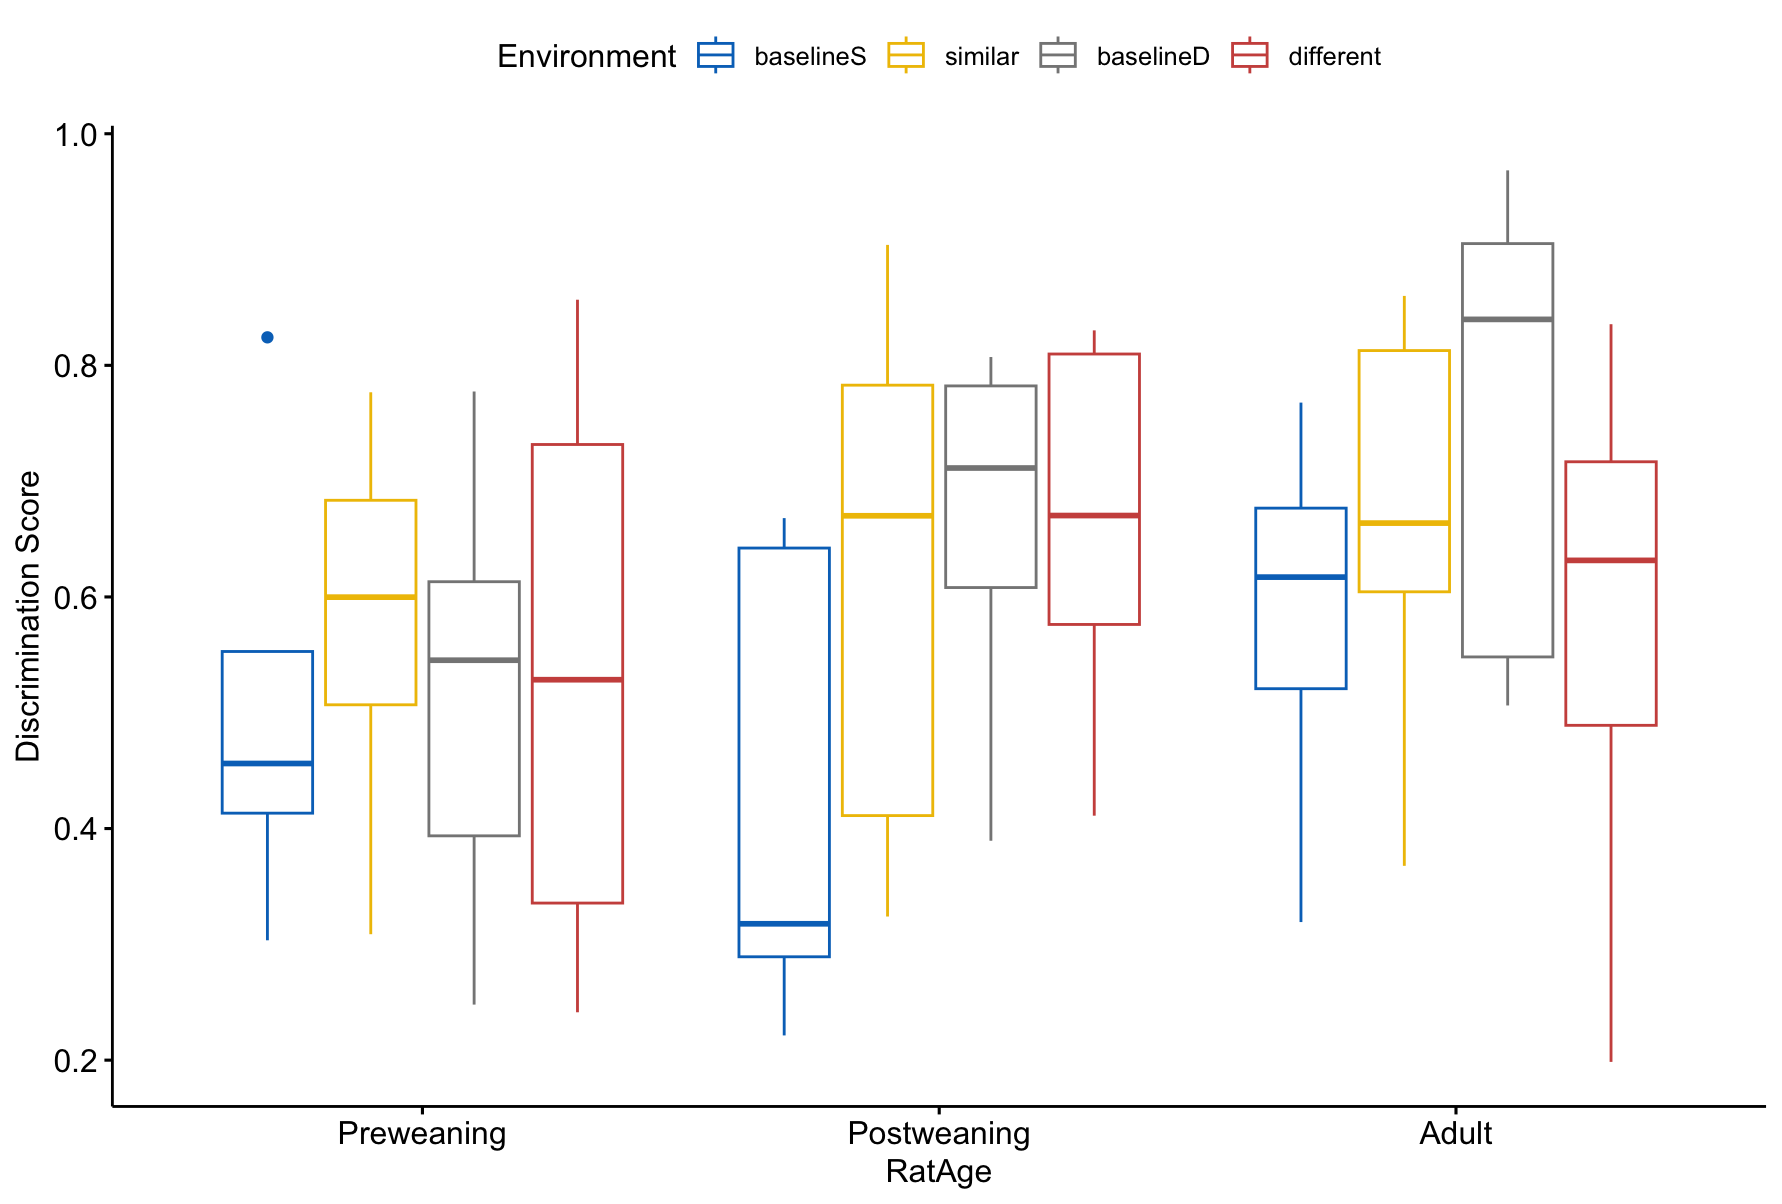 Environment baselineS similar baselineD different
1.0
0.8
0.6
0.4
0.2
Discrimination Score
Preweaning Postweaning Adult
RatAge